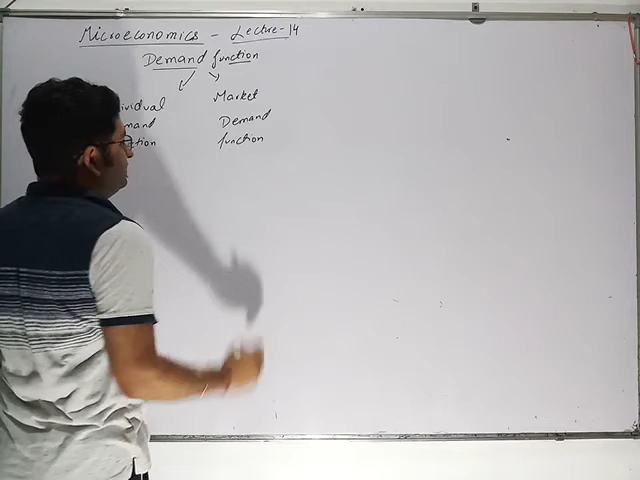 Microeconomics - Lecture-14
Demand function
Market
Demand
function